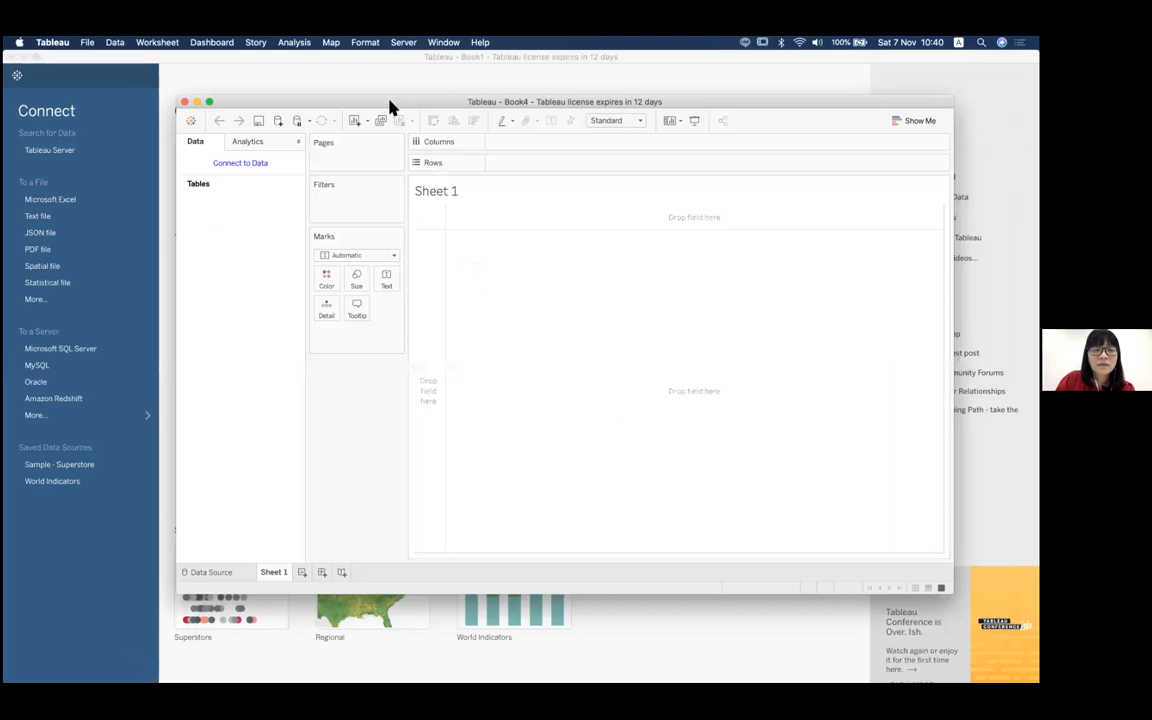 Tableau File Data Worksheet Dashboard Story Analysis Map Format Server Window Help 100% Sat 7 Nov 10:40 A
Tableau - Book1 - Tableau license expires in 12 days
Connect
Search for Data
Tableau Server
To a File
Microsoft Excel
Text file
JSON file
PDF file
Spatial file
Statistical file
More...
To a Server
Microsoft SQL Server
MySQL
Oracle
Amazon Redshift
More...
Saved Data Sources
Sample - Superstore
World Indicators
Tableau - Book4 - Tableau license expires in 12 days
Standard
Show Me
Data Analytics
Connect to Data
Tables
Pages
Filters
Marks
Automatic
Color Size Text
Detail Tooltip
Columns
Rows
Sheet 1
Drop field here
Drop
field
here
Drop field here
Data Source Sheet 1
Superstore Regional World Indicators
Data
Tableau
videos...
ep
est post
munity Forums
Relationships
ning Path - take the
Tableau
Conference is
Over. Ish.
Watch again or enjoy
it for the first time
here. →
TABLEAU
CONFERENCE ish